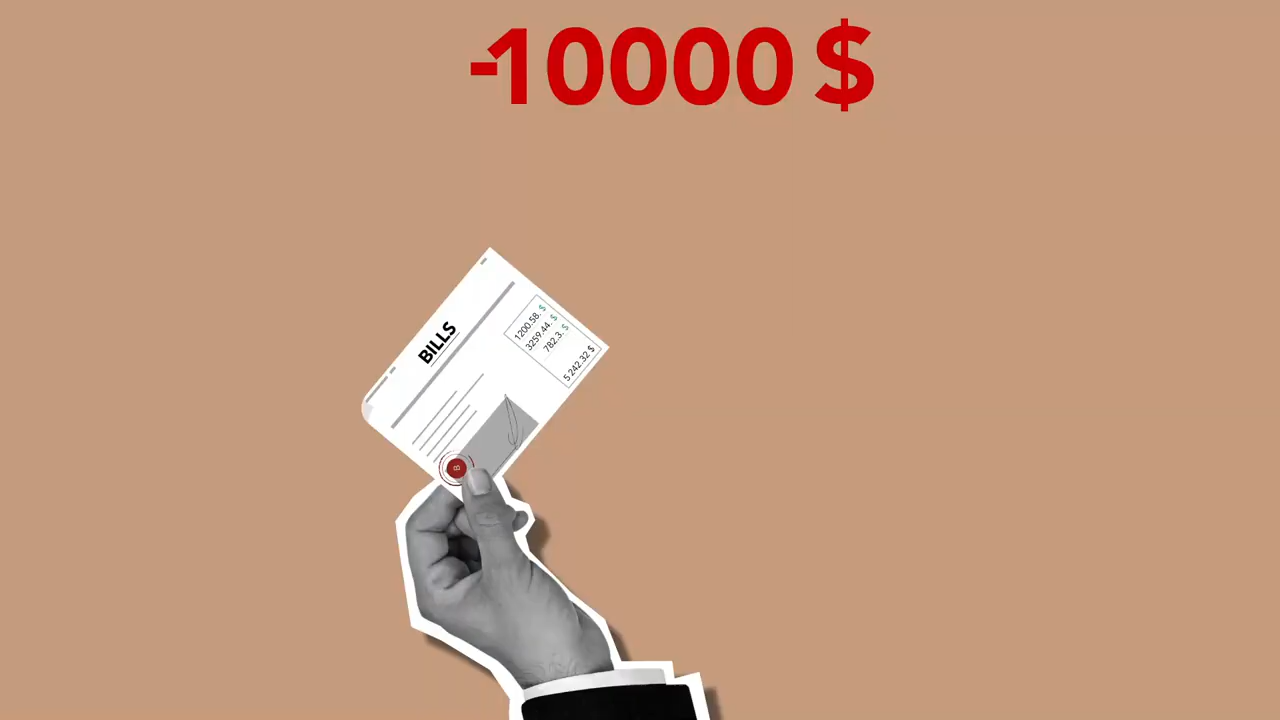 -10000 $
BILLS
1200.58. $
3259.44. $
782.3. $
5 242.32 $
B